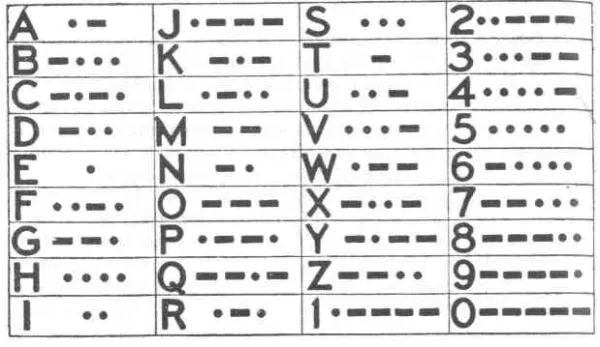 A •– J •––– S ••• 2 ••–––
B –••• K –•– T – 3 •••––
C –•–• L •–•• U ••– 4 ••••–
D –•• M –– V •••– 5 •••••
E • N –• W •–– 6 –••••
F ••–• O ––– X –••– 7 ––•••
G ––• P •––• Y –•–– 8 –––••
H •••• Q ––•– Z ––•• 9 ––––•
I •• R •–• 1 •–––– 0 –––––